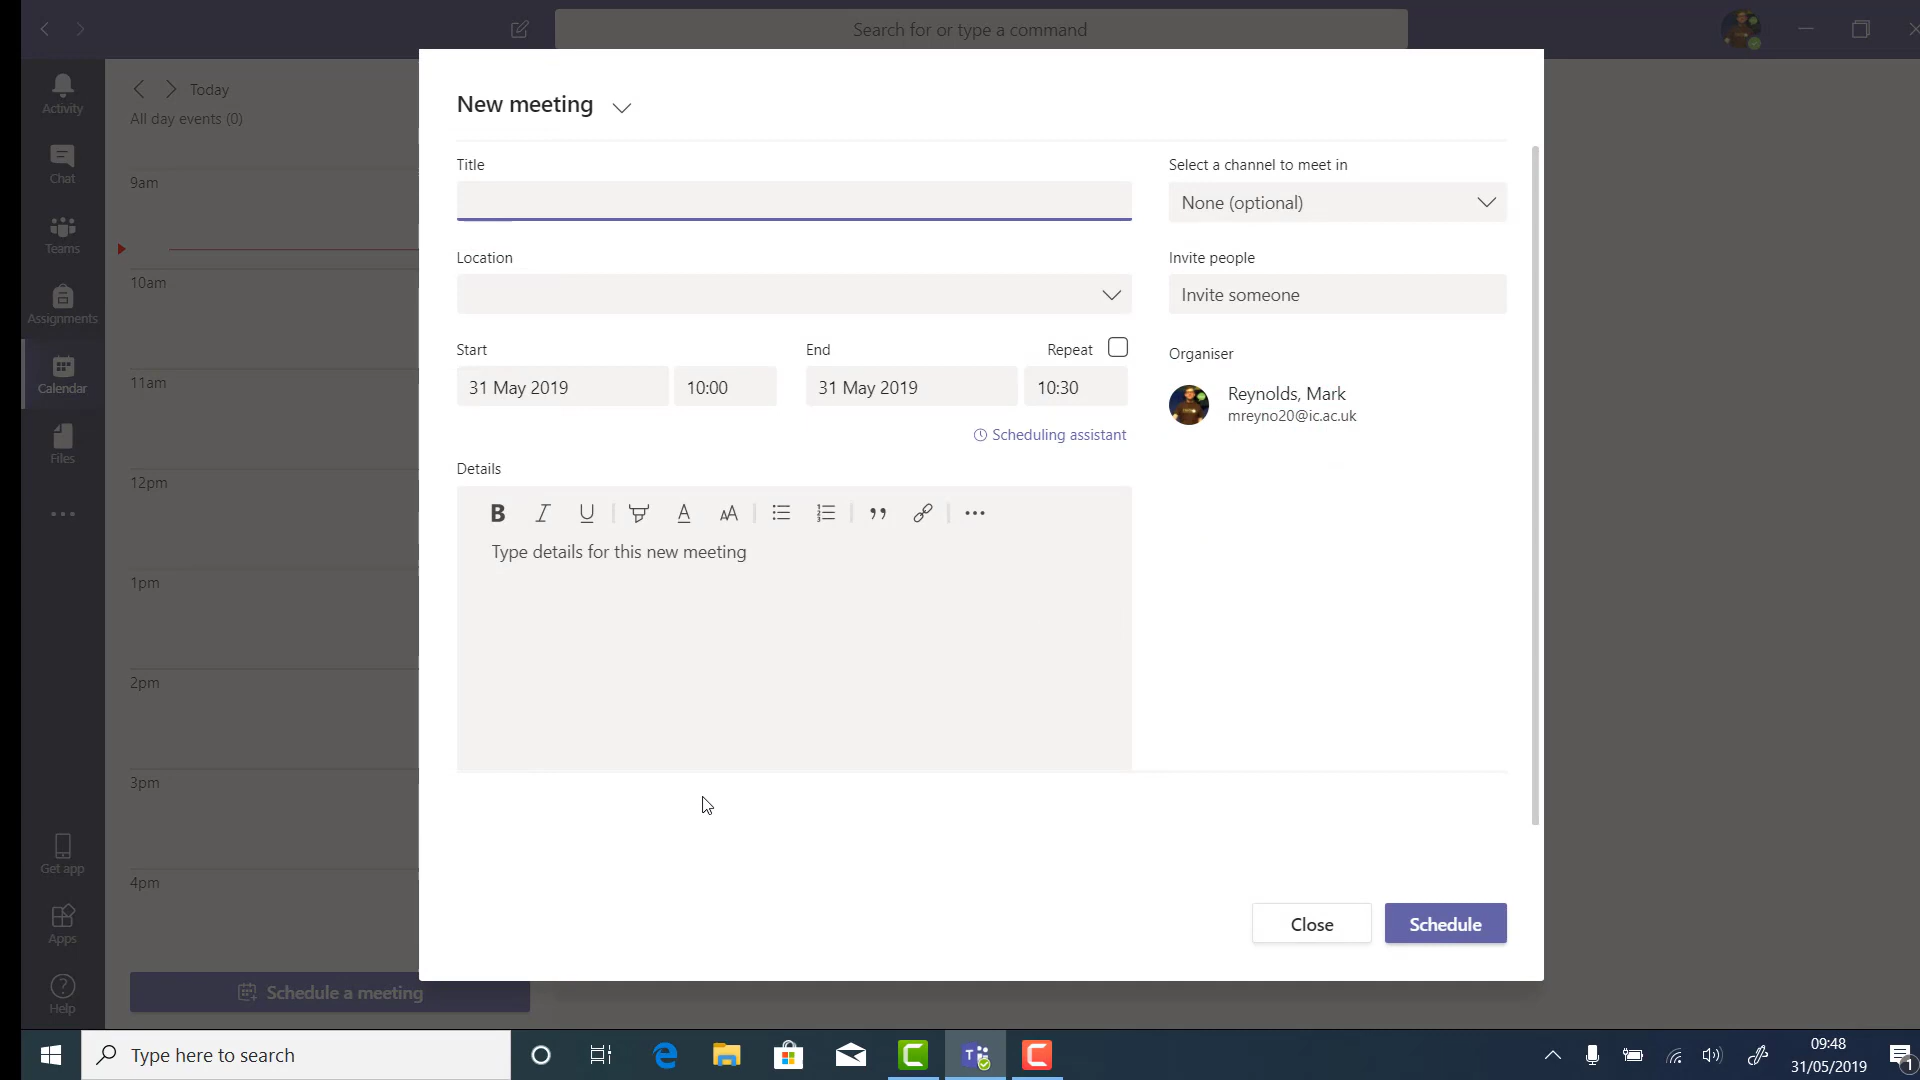 Search for or type a command
Activity
Chat
Teams
Assignments
Calendar
Files
Get app
Apps
Help
Today
All day events (0)
9am
10am
11am
12pm
1pm
2pm
3pm
4pm
Schedule a meeting
New meeting
Title
Select a channel to meet in
None (optional)
Location
Invite people
Invite someone
Start
End
Repeat
31 May 2019
10:00
31 May 2019
10:30
Organiser
Reynolds, Mark
mreyno20@ic.ac.uk
Scheduling assistant
Details
B I U A AA
Type details for this new meeting
Close
Schedule
Type here to search
09:48
31/05/2019
1